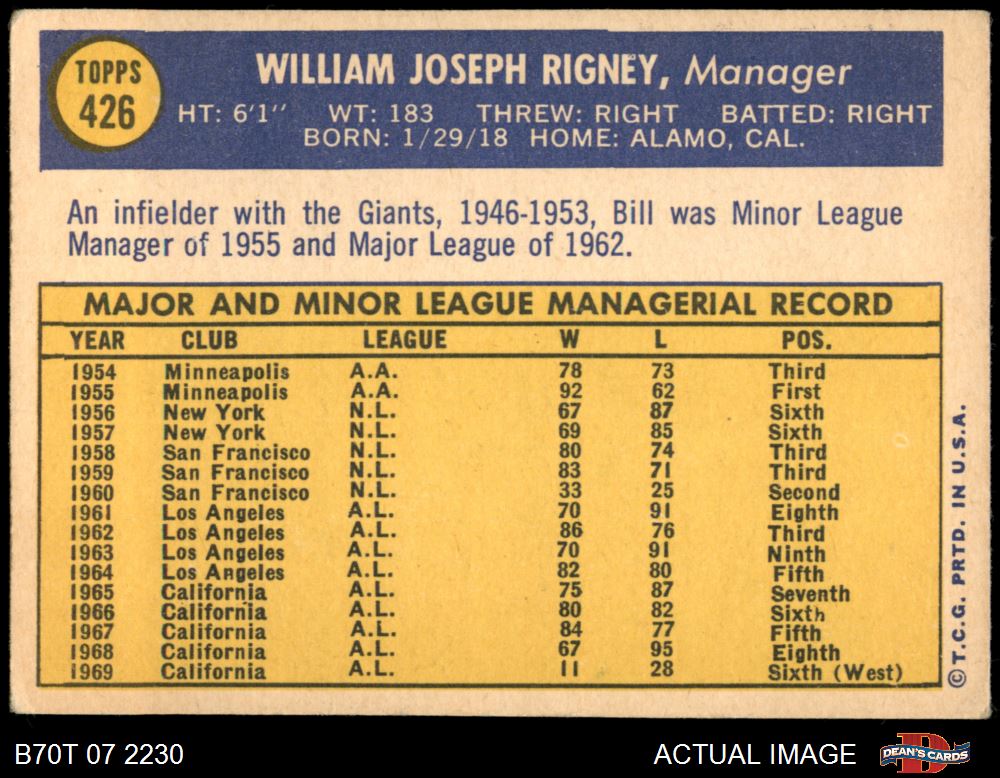 TOPPS
426
WILLIAM JOSEPH RIGNEY, Manager
HT: 6'1'' WT: 183 THREW: RIGHT BATTED: RIGHT
BORN: 1/29/18 HOME: ALAMO, CAL.
An infielder with the Giants, 1946-1953, Bill was Minor League
Manager of 1955 and Major League of 1962.
MAJOR AND MINOR LEAGUE MANAGERIAL RECORD
YEAR CLUB LEAGUE W L POS.
1954 Minneapolis A.A. 78 73 Third
1955 Minneapolis A.A. 92 62 First
1956 New York N.L. 67 87 Sixth
1957 New York N.L. 69 85 Sixth
1958 San Francisco N.L. 80 74 Third
1959 San Francisco N.L. 83 71 Third
1960 San Francisco N.L. 33 25 Second
1961 Los Angeles A.L. 70 91 Eighth
1962 Los Angeles A.L. 86 76 Third
1963 Los Angeles A.L. 70 91 Ninth
1964 Los Angeles A.L. 82 80 Fifth
1965 California A.L. 75 87 Seventh
1966 California A.L. 80 82 Sixth
1967 California A.L. 84 77 Fifth
1968 California A.L. 67 95 Eighth
1969 California A.L. 11 28 Sixth (West)
©T.C.G. PRTD. IN U.S.A.
B70T 07 2230 ACTUAL IMAGE DEAN'S CARDS